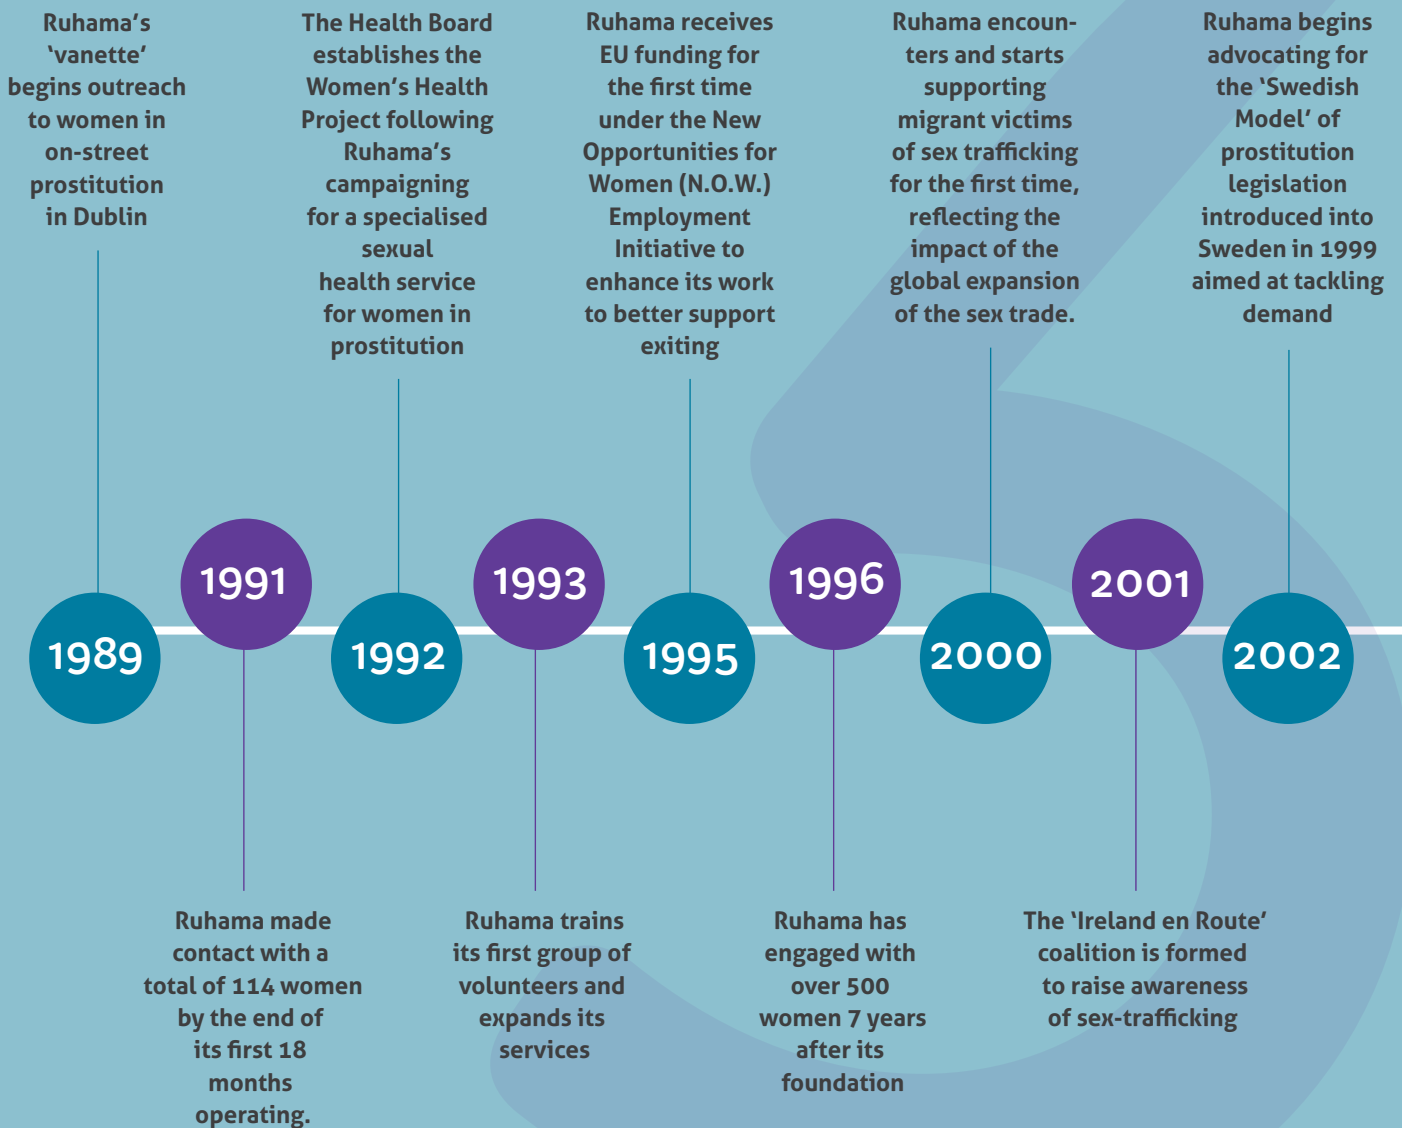 Ruhama's
'vanette'
begins outreach
to women in
on-street
prostitution
in Dublin
The Health Board
establishes the
Women's Health
Project following
Ruhama's
campaigning
for a specialised
sexual
health service
for women in
prostitution
Ruhama receives
EU funding for
the first time
under the New
Opportunities for
Women (N.O.W.)
Employment
Initiative to
enhance its work
to better support
exiting
Ruhama encoun-
ters and starts
supporting
migrant victims
of sex trafficking
for the first time,
reflecting the
impact of the
global expansion
of the sex trade.
Ruhama begins
advocating for
the 'Swedish
Model' of
prostitution
legislation
introduced into
Sweden in 1999
aimed at tackling
demand
1989
1991
1992
1993
1995
1996
2000
2001
2002
Ruhama made
contact with a
total of 114 women
by the end of
its first 18
months
operating.
Ruhama trains
its first group of
volunteers and
expands its
services
Ruhama has
engaged with
over 500
women 7 years
after its
foundation
The 'Ireland en Route'
coalition is formed
to raise awareness
of sex-trafficking